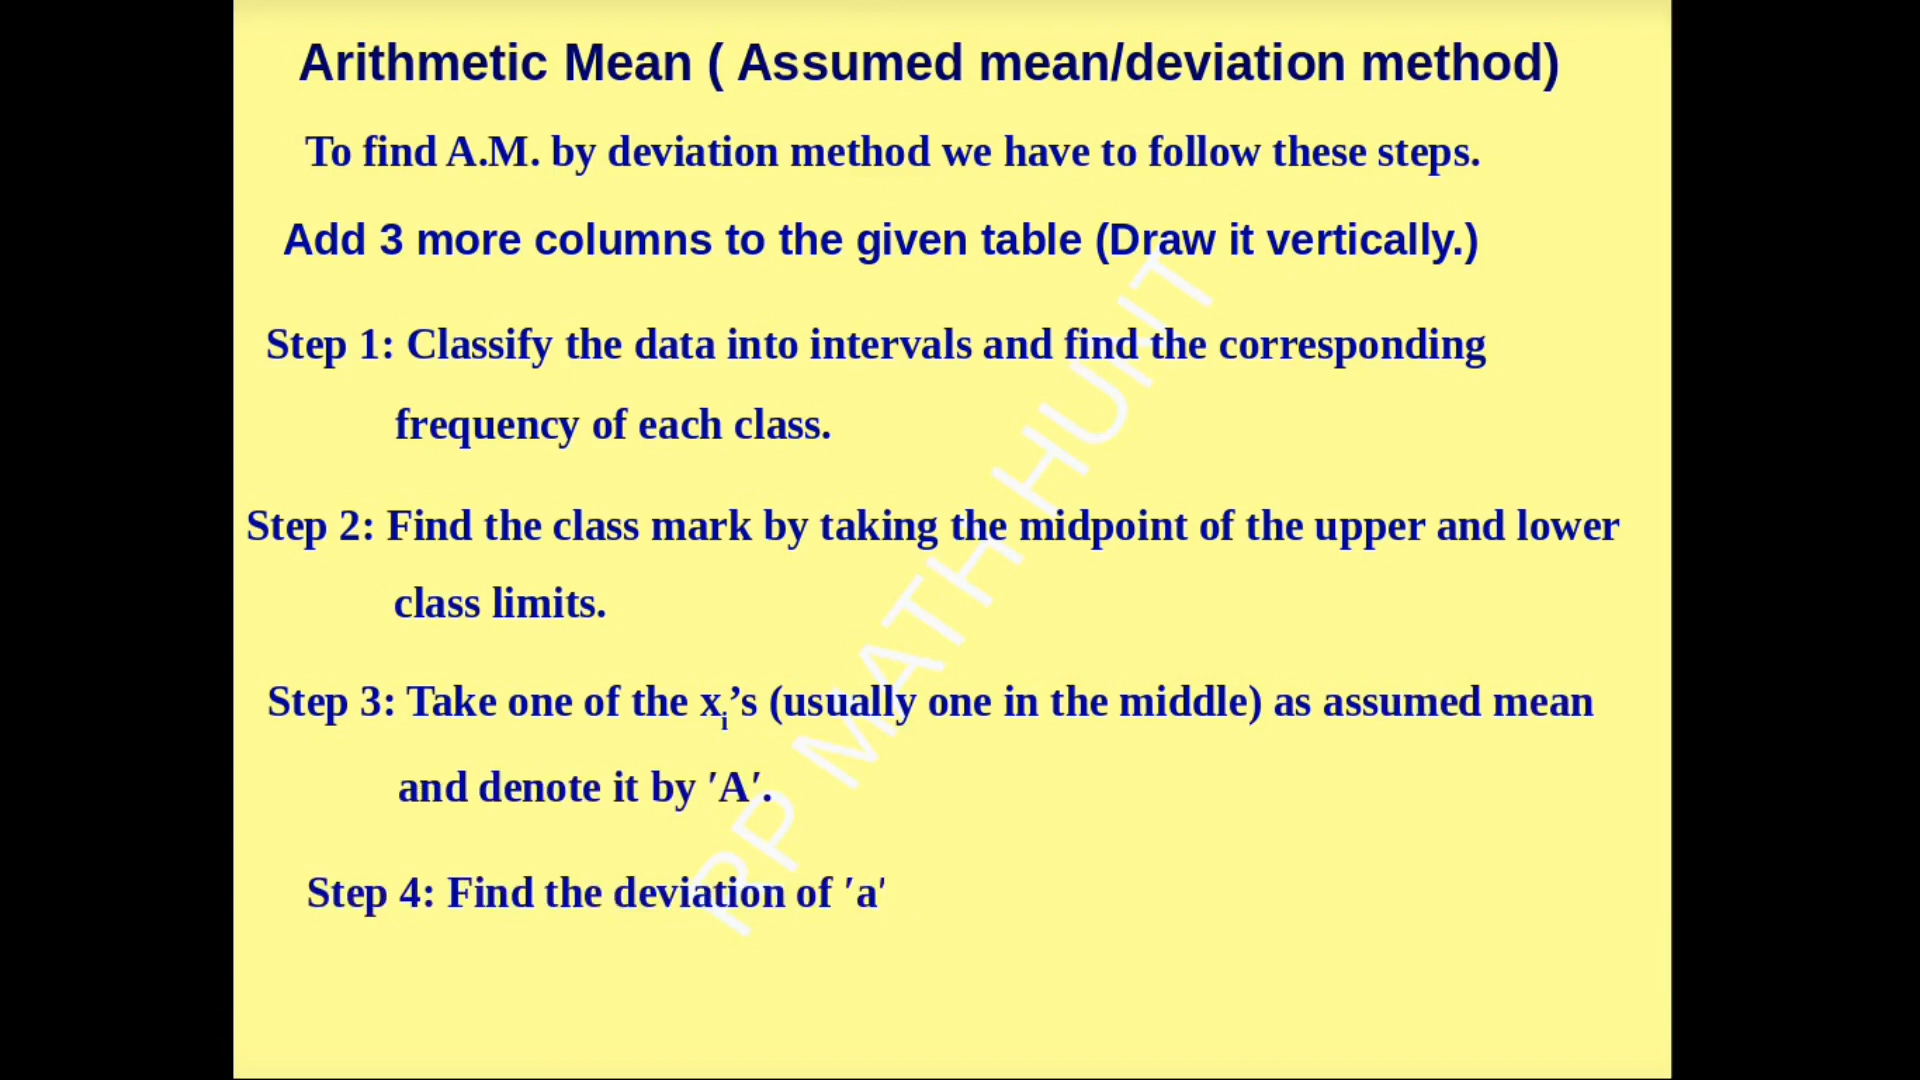 Arithmetic Mean ( Assumed mean/deviation method)
To find A.M. by deviation method we have to follow these steps.
Add 3 more columns to the given table (Draw it vertically.)
Step 1: Classify the data into intervals and find the corresponding
frequency of each class.
Step 2: Find the class mark by taking the midpoint of the upper and lower
class limits.
Step 3: Take one of the xᵢ’s (usually one in the middle) as assumed mean
and denote it by ′A′.
Step 4: Find the deviation of ′a′
PP MATH HUNT